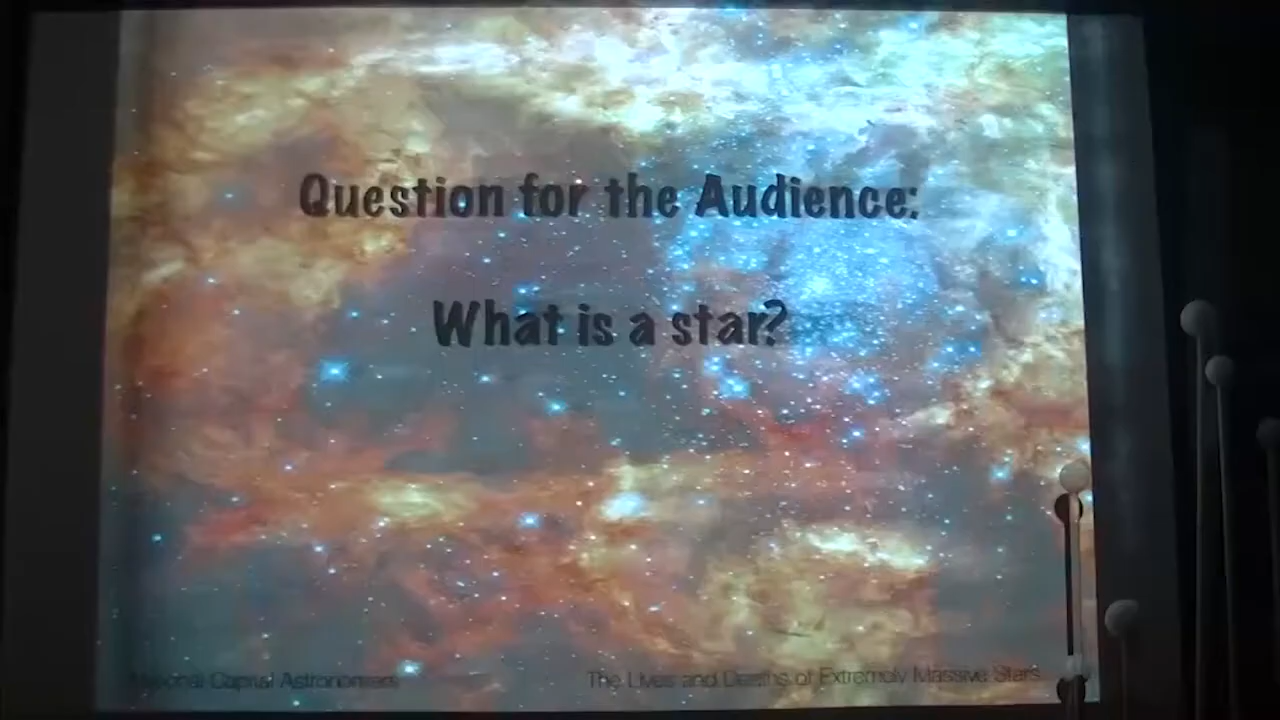 Question for the Audience:
What is a star?
National Capital Astronomers
The Lives and Deaths of Extremely Massive Stars